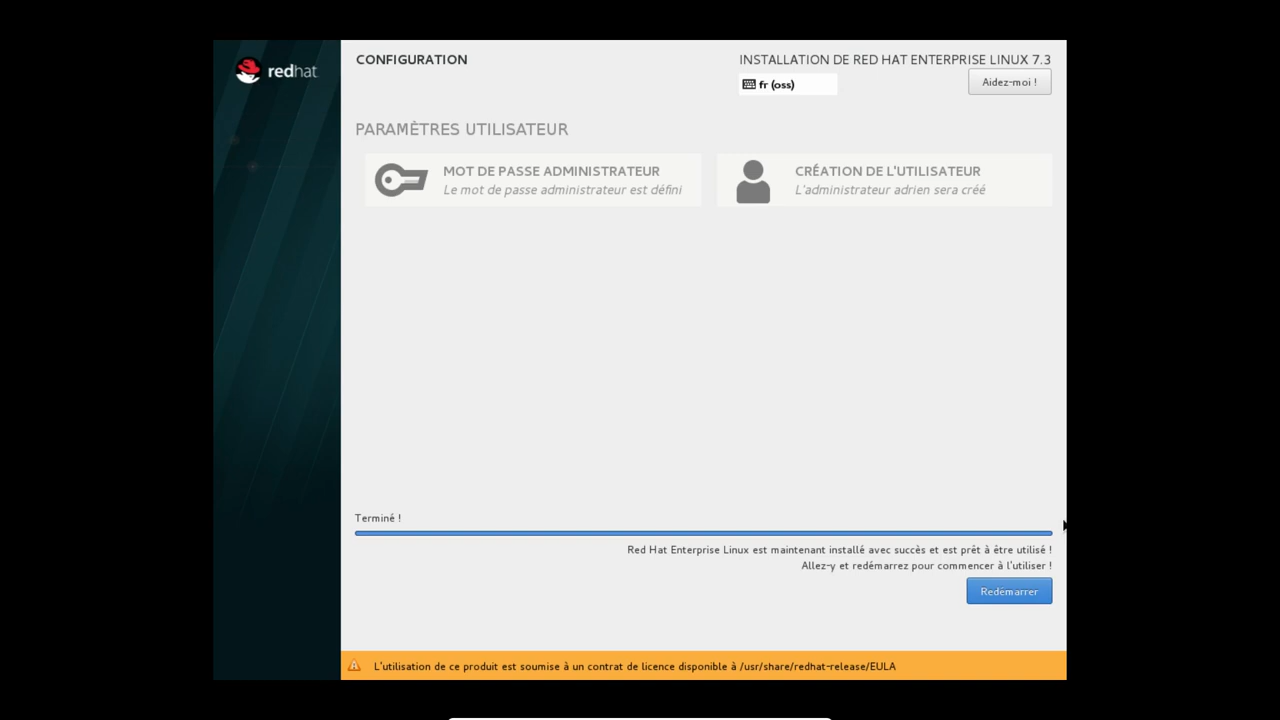 redhat
CONFIGURATION
INSTALLATION DE RED HAT ENTERPRISE LINUX 7.3
fr (oss)
Aidez-moi !
PARAMÈTRES UTILISATEUR
MOT DE PASSE ADMINISTRATEUR
Le mot de passe administrateur est défini
CRÉATION DE L'UTILISATEUR
L'administrateur adrien sera créé
Terminé !
Red Hat Enterprise Linux est maintenant installé avec succès et est prêt à être utilisé !
Allez-y et redémarrez pour commencer à l'utiliser !
Redémarrer
L'utilisation de ce produit est soumise à un contrat de licence disponible à /usr/share/redhat-release/EULA